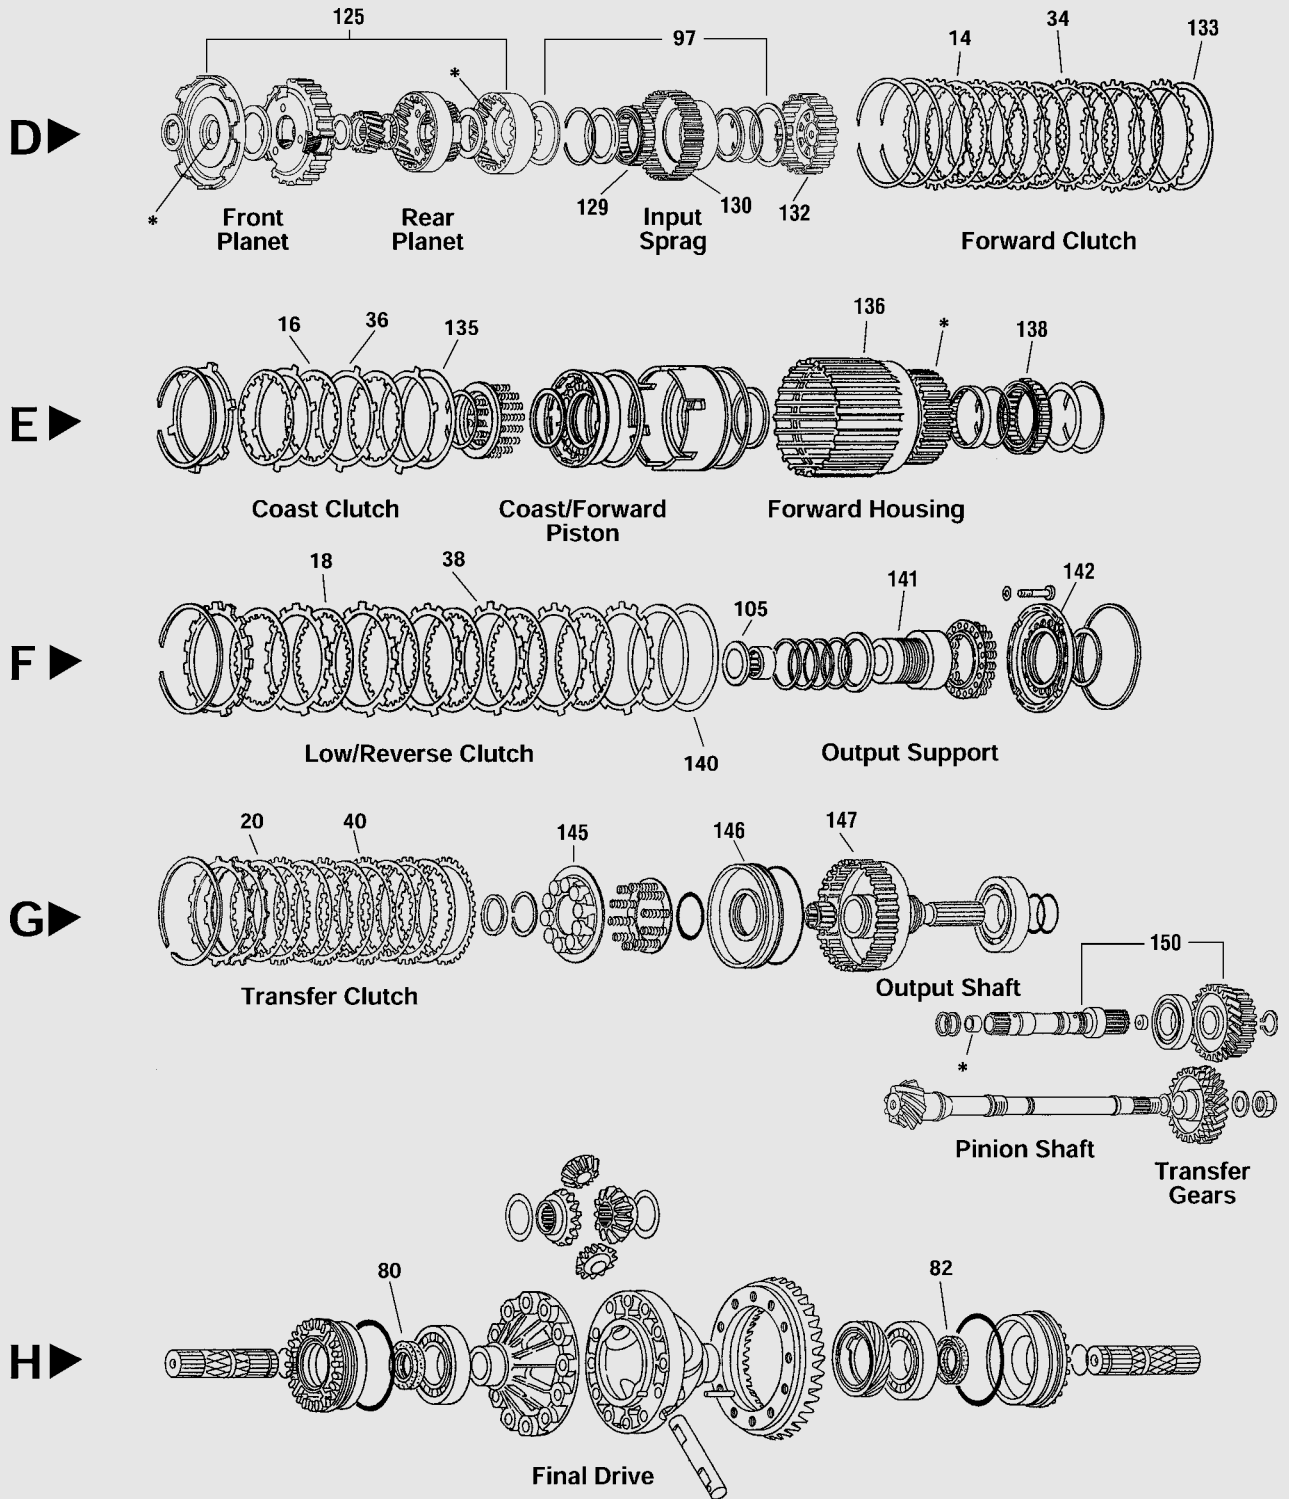 125
97
14
34
133
*
D
*
129
130
132
Front
Planet
Rear
Planet
Input
Sprag
Forward Clutch
16
36
135
136
*
138
E
Coast Clutch
Coast/Forward
Piston
Forward Housing
18
38
105
141
142
F
Low/Reverse Clutch
140
Output Support
20
40
145
146
147
G
Transfer Clutch
Output Shaft
150
*
Pinion Shaft
Transfer
Gears
80
82
H
Final Drive